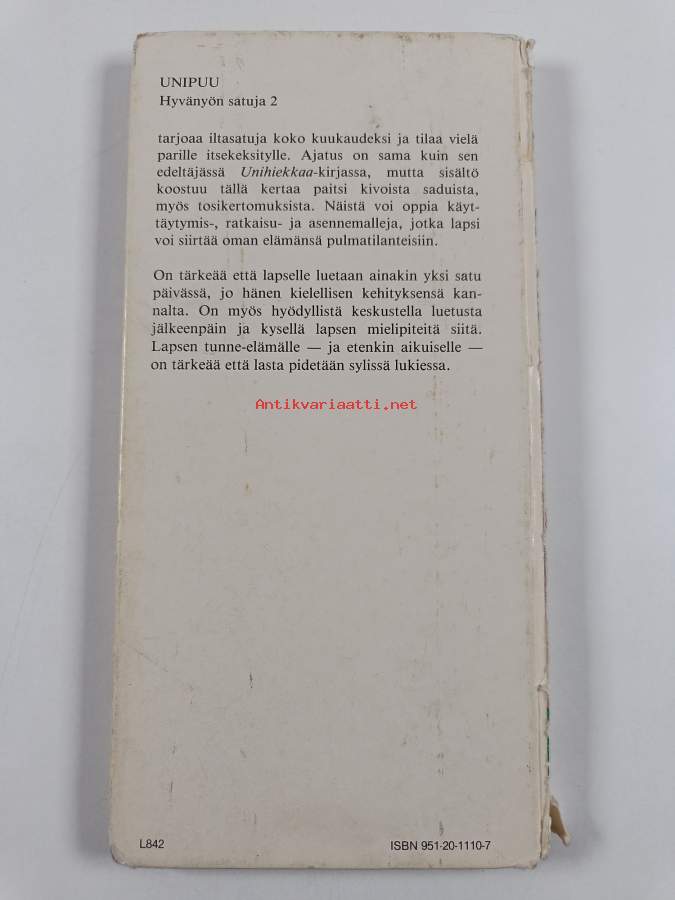 UNIPUU
Hyvänyön satuja 2
tarjoaa iltasatuja koko kuukaudeksi ja tilaa vielä
parille itsekeksitylle. Ajatus on sama kuin sen
edeltäjässä Unihiekkaa-kirjassa, mutta sisältö
koostuu tällä kertaa paitsi kivoista saduista,
myös tosikertomuksista. Näistä voi oppia käyt-
täytymis-, ratkaisu- ja asennemalleja, jotka lapsi
voi siirtää oman elämänsä pulmatilanteisiin.
On tärkeää että lapselle luetaan ainakin yksi satu
päivässä, jo hänen kielellisen kehityksensä kan-
nalta. On myös hyödyllistä keskustella luetusta
jälkeenpäin ja kysellä lapsen mielipiteitä siitä.
Lapsen tunne-elämälle — ja etenkin aikuiselle —
on tärkeää että lasta pidetään sylissä lukiessa.
Antikvariaatti.net
L842
ISBN 951-20-1110-7